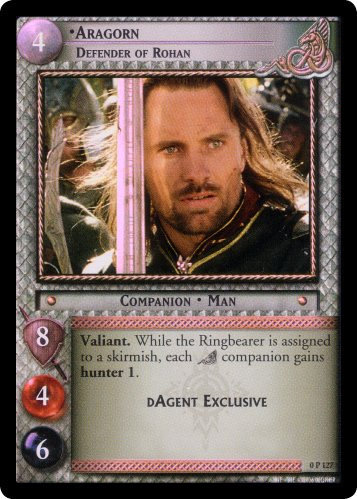 4
•Aragorn
Defender of Rohan
Companion • Man
8
Valiant. While the Ringbearer is assigned
to a skirmish, each companion gains
hunter 1.
4
dAgent Exclusive
6
0 P 127